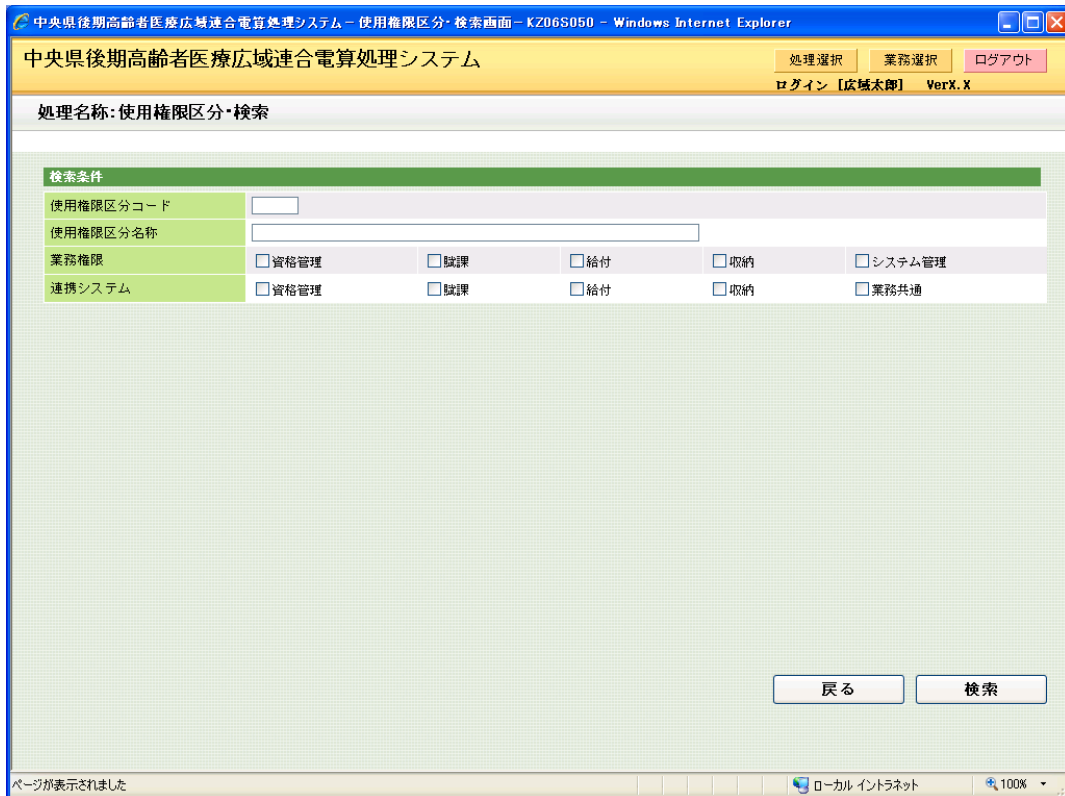 中央県後期高齢者医療広域連合電算処理システム－使用権限区分・検索画面－KZ06S050 - Windows Internet Explorer
中央県後期高齢者医療広域連合電算処理システム
処理選択 業務選択 ログアウト
ログイン [広域太郎] VerX.X
処理名称:使用権限区分・検索
検索条件
使用権限区分コード
使用権限区分名称
業務権限 資格管理 賦課 給付 収納 システム管理
連携システム 資格管理 賦課 給付 収納 業務共通
戻る 検索
ページが表示されました ローカル イントラネット 100%